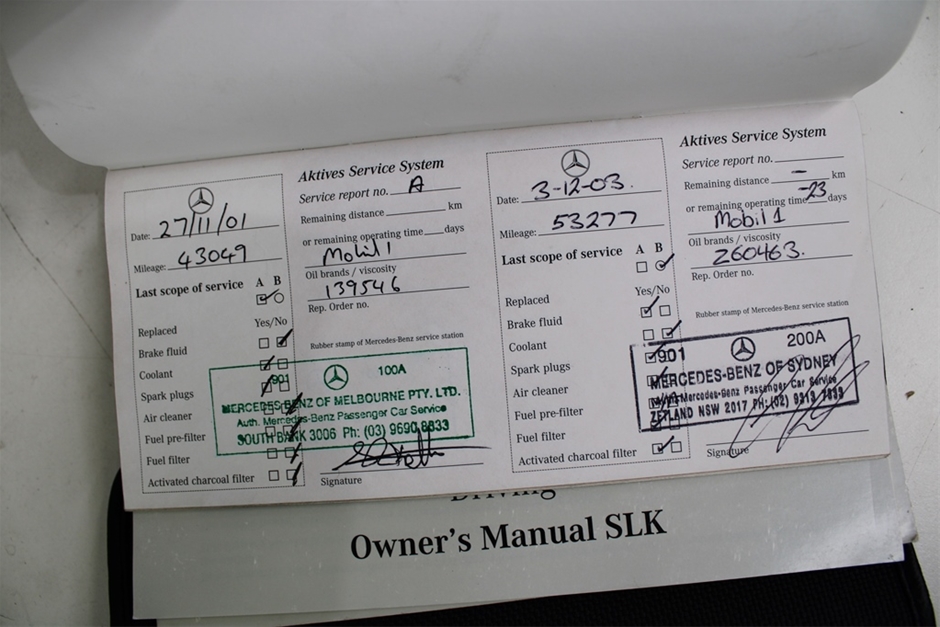 Aktives Service System
Service report no. A
Date: 27/11/01
Remaining distance km
or remaining operating time days
Mileage: 43049
Mobil 1
Oil brands / viscosity
Last scope of service A B
139546
Rep. Order no.
Replaced Yes/No
Rubber stamp of Mercedes-Benz service station
Brake fluid
Coolant
Spark plugs
Air cleaner
Fuel pre-filter
Fuel filter
Activated charcoal filter
901 100A
MERCEDES-BENZ OF MELBOURNE PTY. LTD.
Auth. Mercedes-Benz Passenger Car Service
SOUTH BANK 3006 Ph: (03) 9690 8833
Signature
Aktives Service System
Service report no.
Date: 3-12-03.
Remaining distance - km
or remaining operating time -23 days
Mileage: 53277
Mobil 1
Oil brands / viscosity
Last scope of service A B
260463.
Rep. Order no.
Replaced Yes/No
Rubber stamp of Mercedes-Benz service station
Brake fluid
Coolant
Spark plugs
Air cleaner
Fuel pre-filter
Fuel filter
Activated charcoal filter
901 200A
MERCEDES-BENZ OF SYDNEY
Mercedes-Benz Passenger Car Service
ZETLAND NSW 2017 PH: (02)
Signature
Driving
Owner's Manual SLK